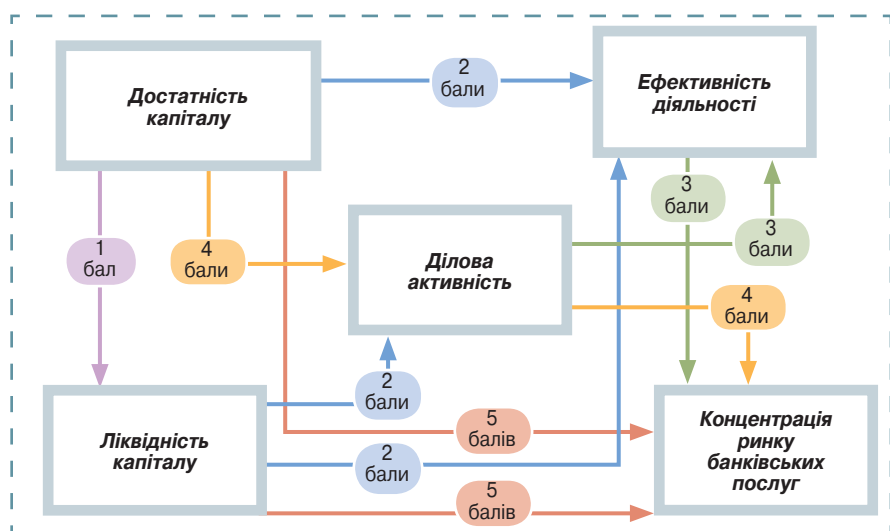 Достатність
капіталу
2
бали
Ефективність
діяльності
3
бали
3
бали
1
бал
4
бали
Ділова
активність
4
бали
2
бали
Ліквідність
капіталу
5
балів
2
бали
5
балів
Концентрація
ринку
банківських
послуг